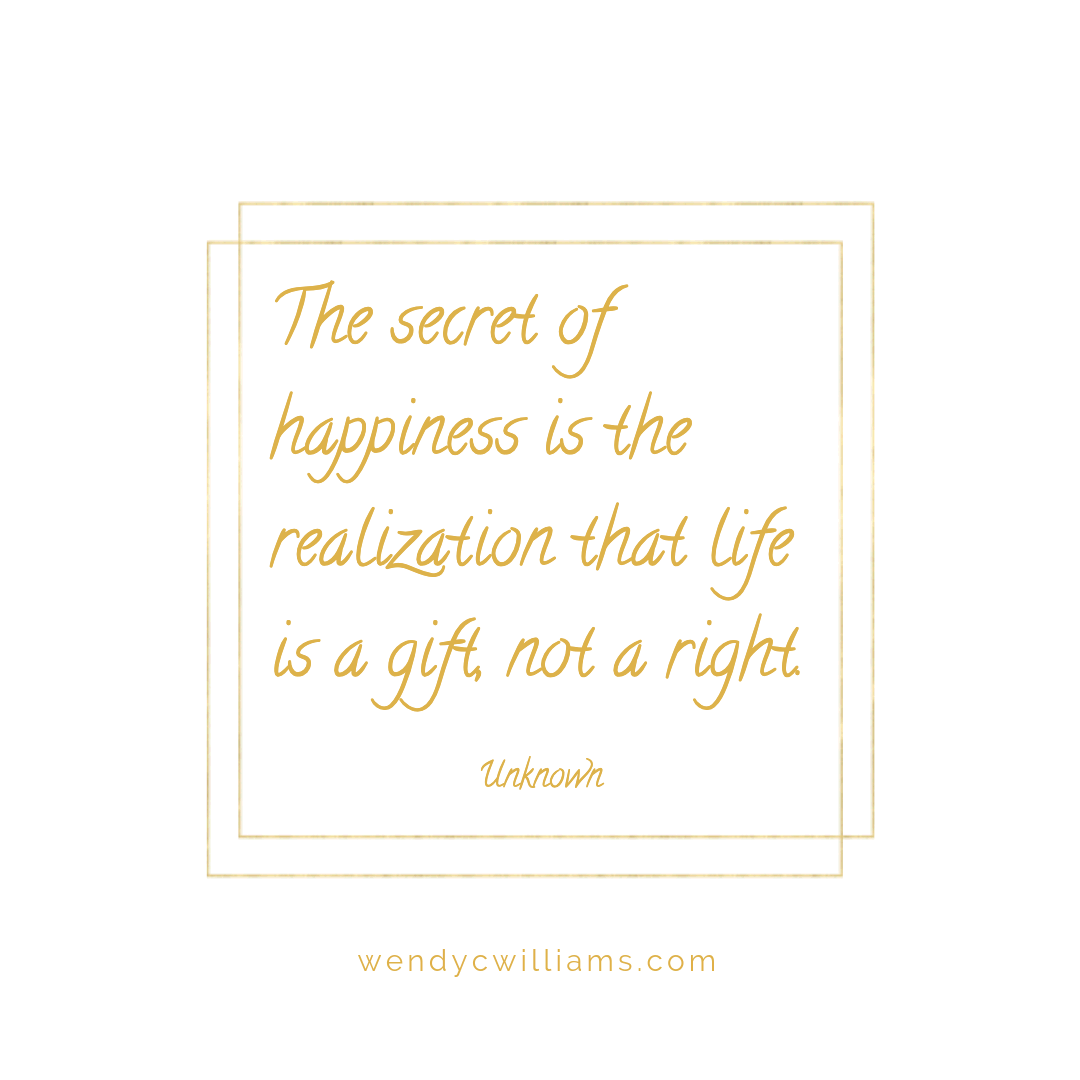 The secret of
happiness is the
realization that life
is a gift, not a right.
Unknown
wendycwilliams.com